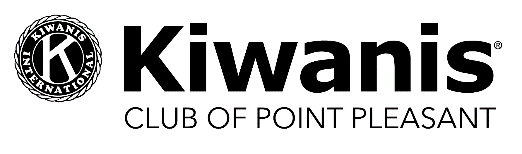 KIWANIS
K
INTERNATIONAL
Kiwanis®
CLUB OF POINT PLEASANT